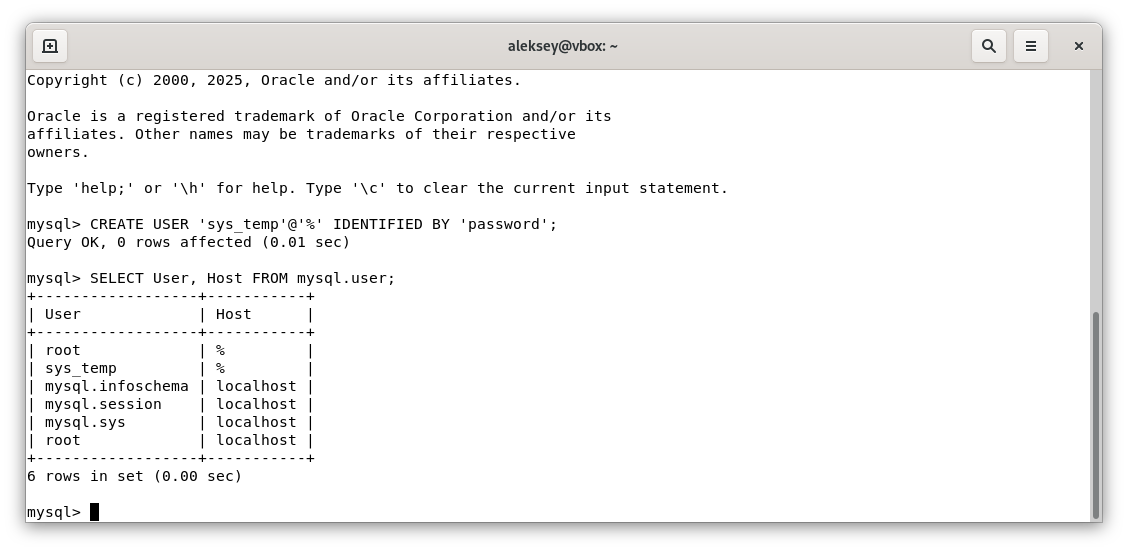 aleksey@vbox: ~
Copyright (c) 2000, 2025, Oracle and/or its affiliates.
Oracle is a registered trademark of Oracle Corporation and/or its
affiliates. Other names may be trademarks of their respective
owners.
Type 'help;' or '\h' for help. Type '\c' to clear the current input statement.
mysql> CREATE USER 'sys_temp'@'%' IDENTIFIED BY 'password';
Query OK, 0 rows affected (0.01 sec)
mysql> SELECT User, Host FROM mysql.user;
+------------------+-----------+
| User             | Host      |
+------------------+-----------+
| root             | %         |
| sys_temp         | %         |
| mysql.infoschema | localhost |
| mysql.session    | localhost |
| mysql.sys        | localhost |
| root             | localhost |
+------------------+-----------+
6 rows in set (0.00 sec)
mysql>